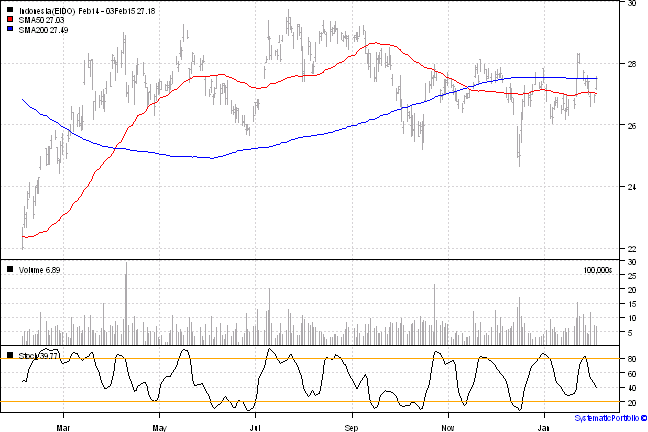 Indonesia(EIDO) Feb14 - 03Feb15 27.18
SMA50 27.03
SMA200 27.49
30
28
26
24
22
Volume 6.89
100,000s
30
25
20
15
10
5
Stoch 39.77
80
60
40
20
Mar May Jul Sep Nov Jan
SystematicPortfolio ©